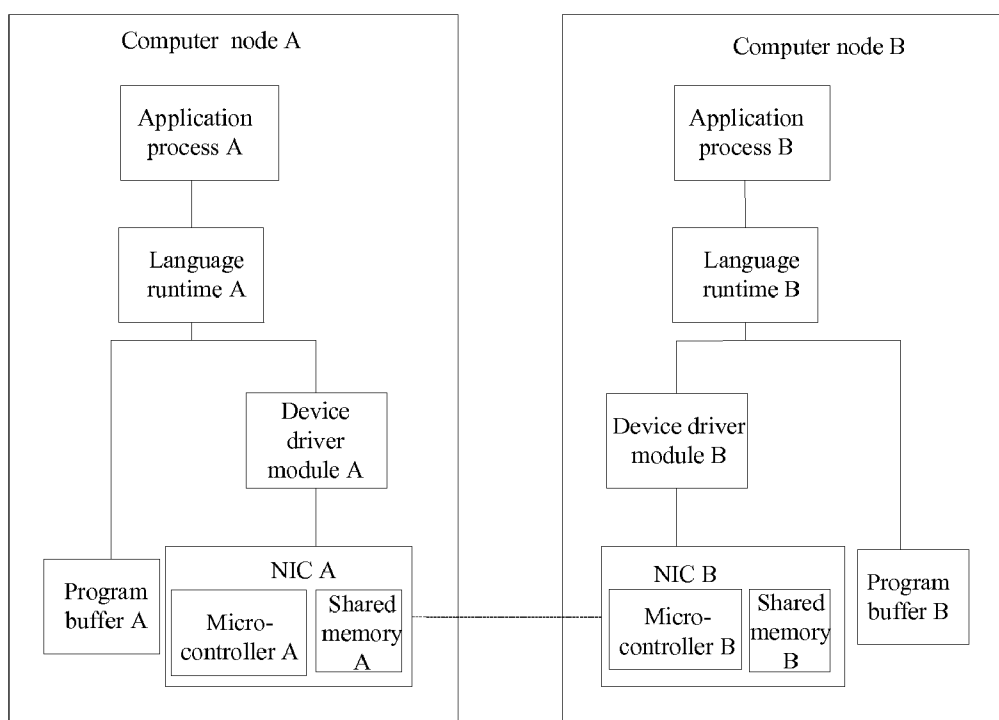 Computer node A
Application
process A
Language
runtime A
Device
driver
module A
Program
buffer A
NIC A
Micro-
controller A
Shared
memory
A
Computer node B
Application
process B
Language
runtime B
Device driver
module B
NIC B
Micro-
controller B
Shared
memory
B
Program
buffer B